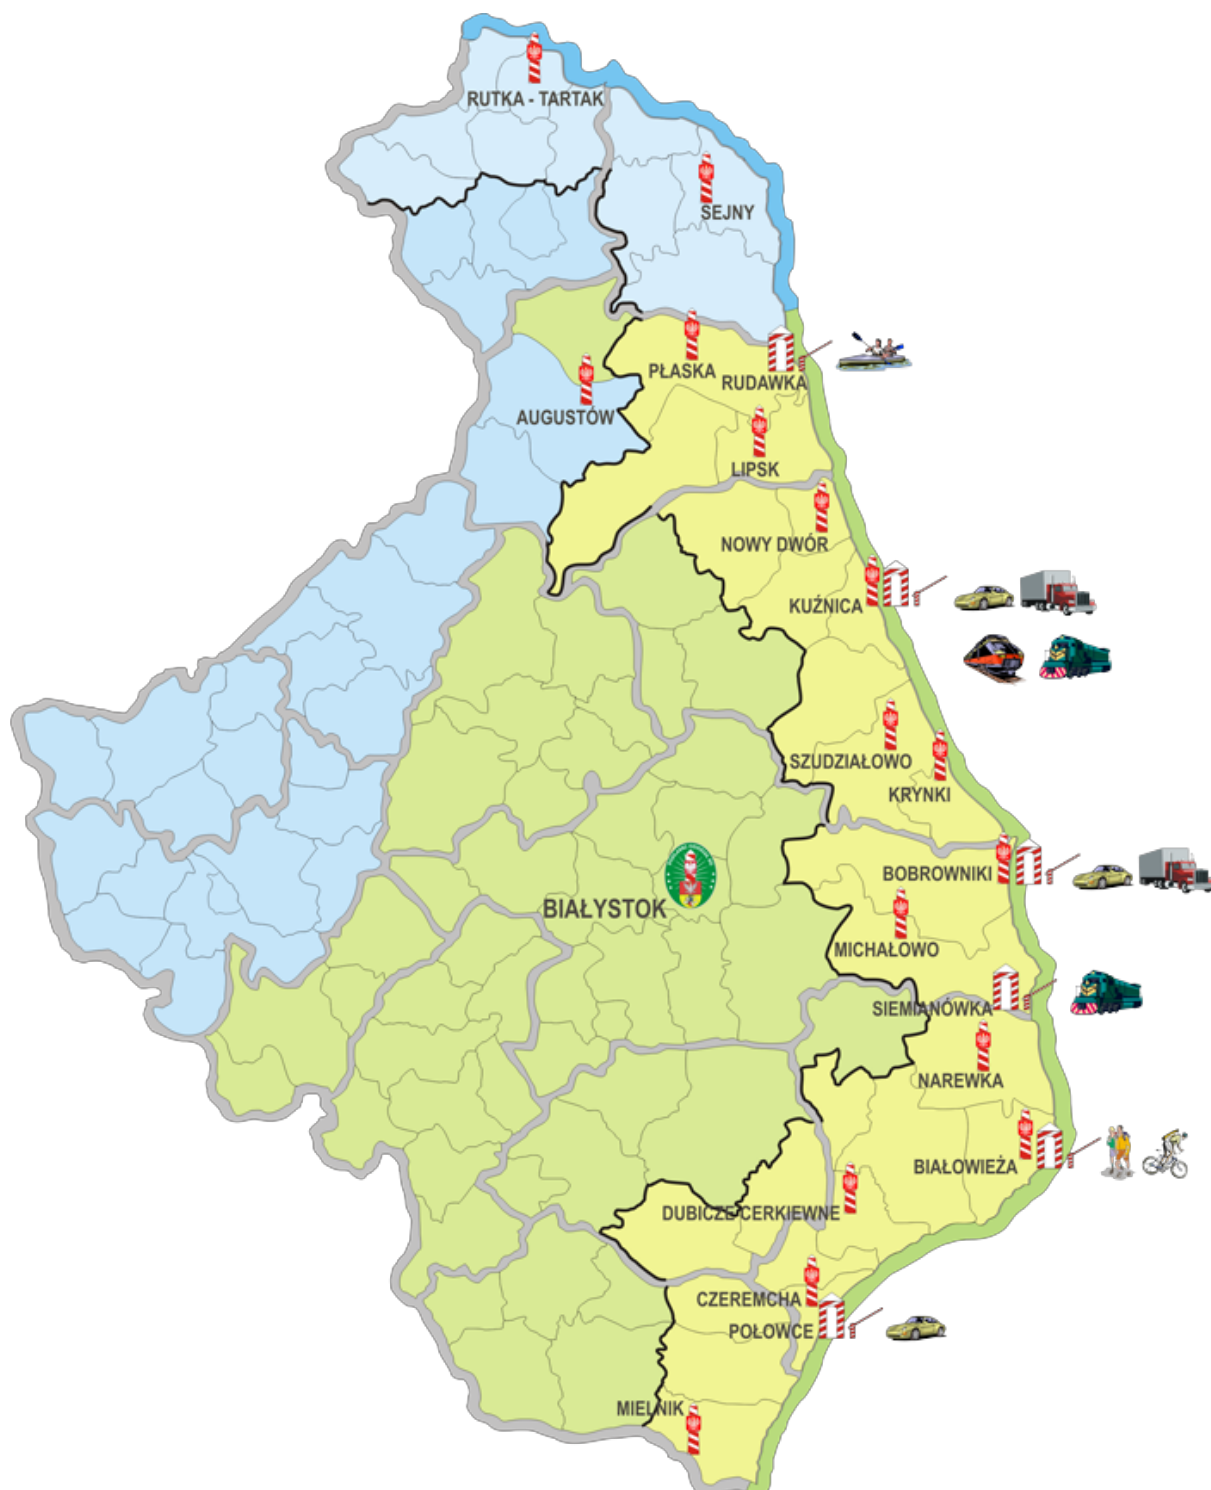 RUTKA - TARTAK
SEJNY
PŁASKA
RUDAWKA
AUGUSTÓW
LIPSK
NOWY DWÓR
KUŹNICA
SZUDZIAŁOWO
KRYNKI
BOBROWNIKI
BIAŁYSTOK
MICHAŁOWO
SIEMIANÓWKA
NAREWKA
BIAŁOWIEŻA
DUBICZE CERKIEWNE
CZEREMCHA
POŁOWCE
MIELNIK